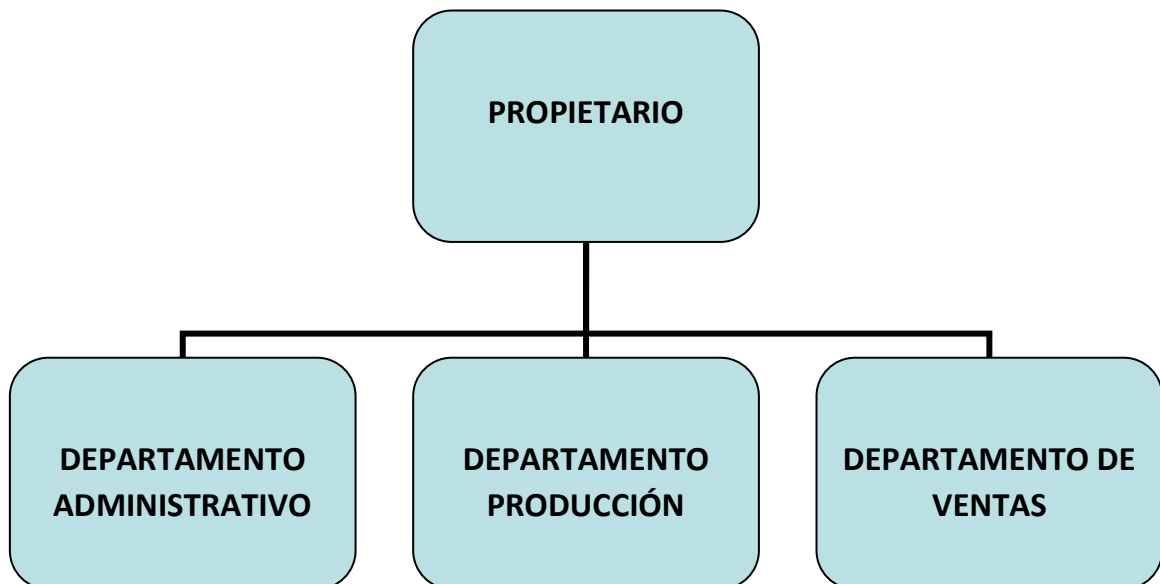 PROPIETARIO
DEPARTAMENTO
ADMINISTRATIVO
DEPARTAMENTO
PRODUCCIÓN
DEPARTAMENTO DE
VENTAS